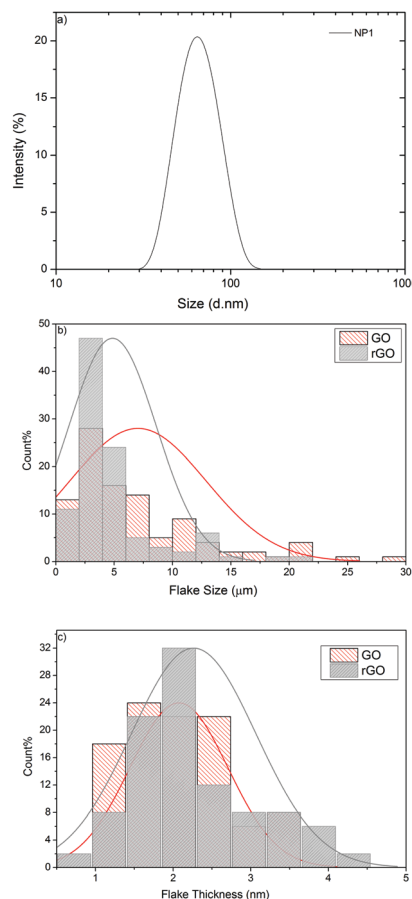 a)
NP1
20
15
10
5
0
Intensity (%)
10
100
100
Size (d.nm)
b)
GO
rGO
50
40
30
20
10
0
Count%
0
5
10
15
20
25
30
Flake Size (μm)
c)
GO
rGO
32
28
24
20
16
12
8
4
0
Count%
1
2
3
4
5
Flake Thickness (nm)